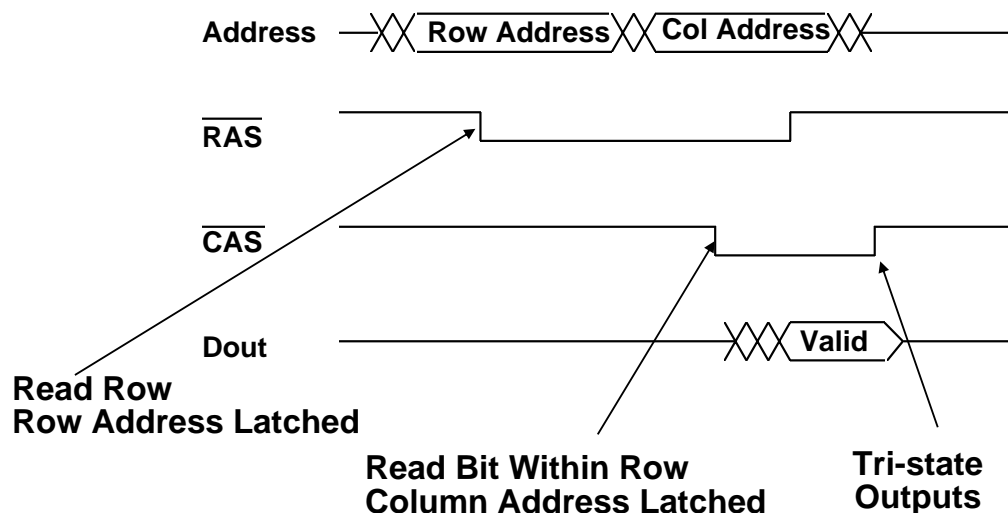 Address
Row Address
Col Address
RAS
CAS
Dout
Valid
Read Row
Row Address Latched
Read Bit Within Row
Column Address Latched
Tri-state
Outputs